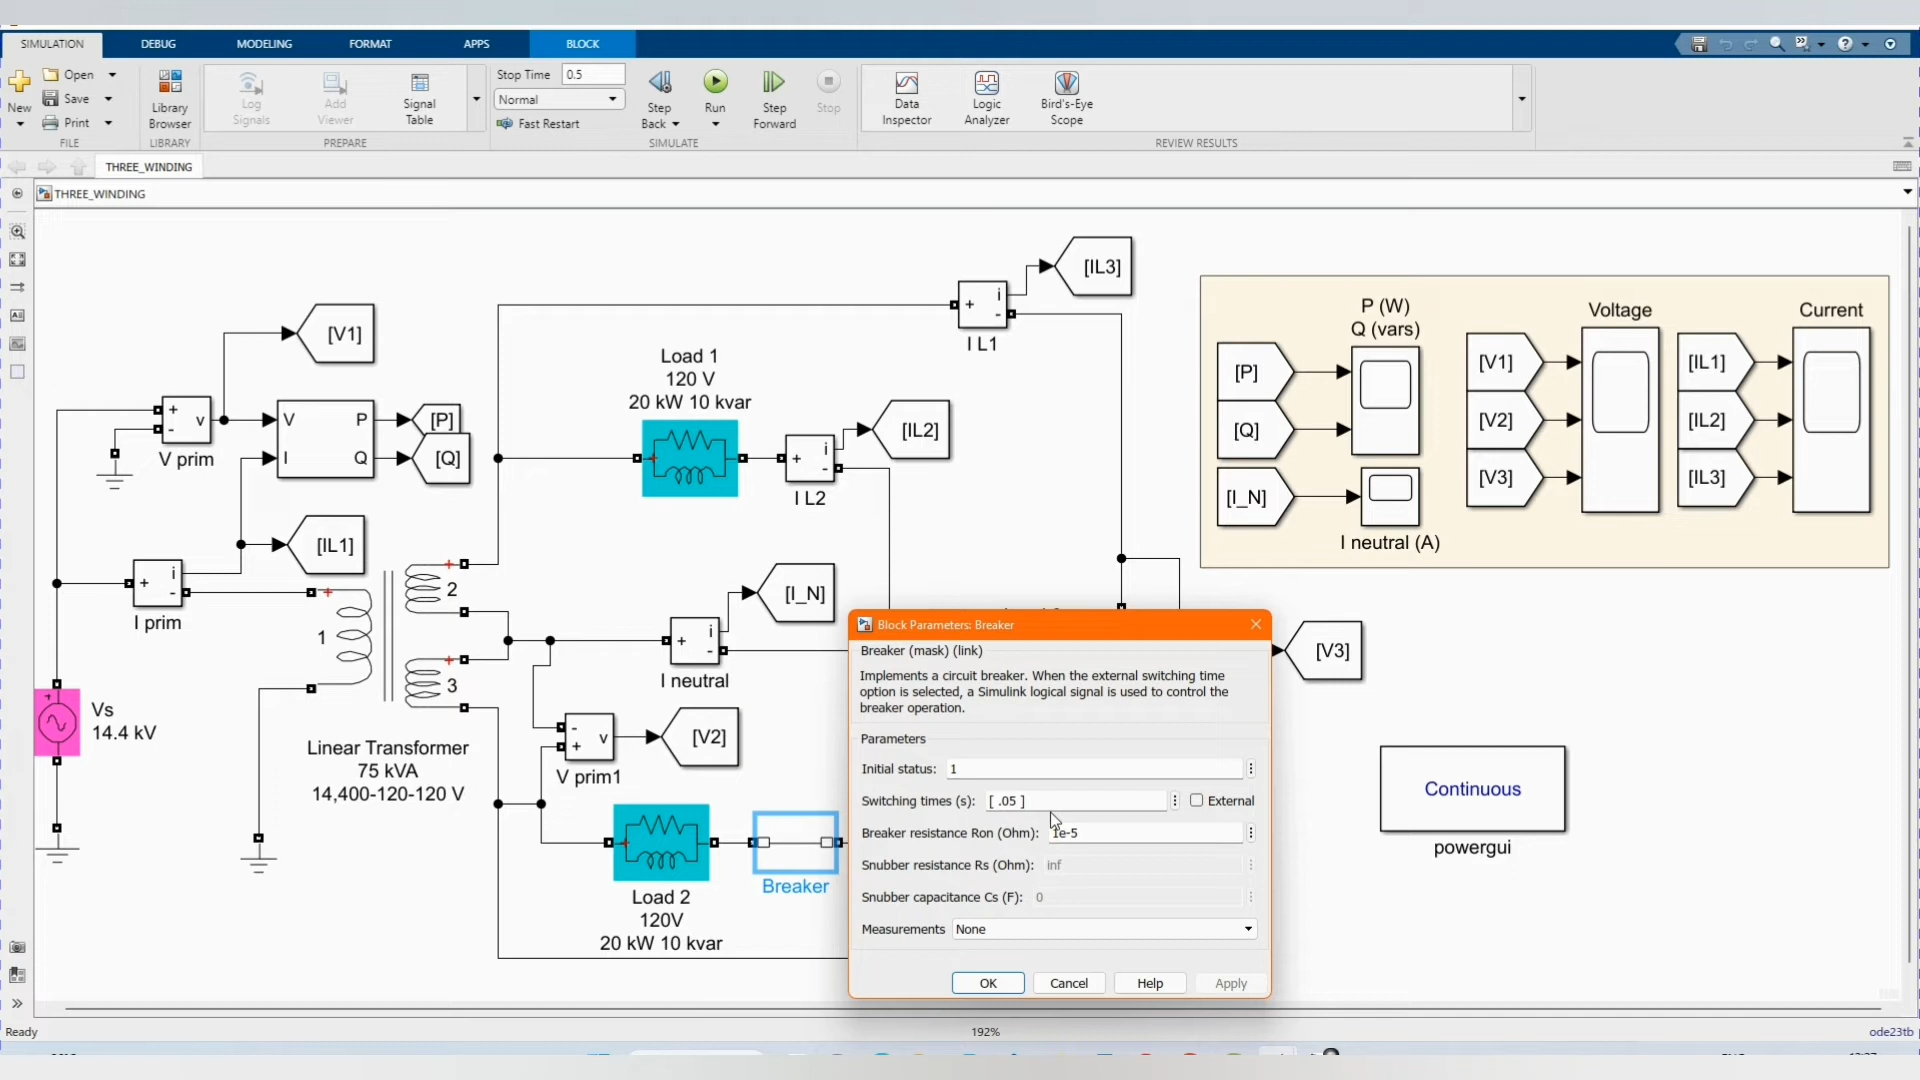 SIMULATION
DEBUG
MODELING
FORMAT
APPS
BLOCK
New
Open
Save
Print
FILE
Library
Browser
LIBRARY
Log
Signals
Add
Viewer
Signal
Table
PREPARE
Stop Time 0.5
Normal
Fast Restart
Step
Back
Run
Step
Forward
Stop
SIMULATE
Data
Inspector
Logic
Analyzer
Bird's-Eye
Scope
REVIEW RESULTS
THREE_WINDING
THREE_WINDING
[V1]
V prim
V P
I Q
[P]
[Q]
[IL1]
I prim
Vs
14.4 kV
1
2
3
Linear Transformer
75 kVA
14,400-120-120 V
Load 1
120 V
20 kW 10 kvar
[IL3]
I L1
[IL2]
I L2
[I_N]
I neutral
[V2]
V prim1
Load 2
120V
20 kW 10 kvar
Breaker
P (W)
Q (vars)
[P]
[Q]
[I_N]
I neutral (A)
Voltage
[V1]
[V2]
[V3]
Current
[IL1]
[IL2]
[IL3]
[V3]
Continuous
powergui
Block Parameters: Breaker
Breaker (mask) (link)
Implements a circuit breaker. When the external switching time
option is selected, a Simulink logical signal is used to control the
breaker operation.
Parameters
Initial status: 1
Switching times (s): [ .05 ] External
Breaker resistance Ron (Ohm): 1e-5
Snubber resistance Rs (Ohm): inf
Snubber capacitance Cs (F): 0
Measurements None
OK
Cancel
Help
Apply
Ready
192%
ode23tb